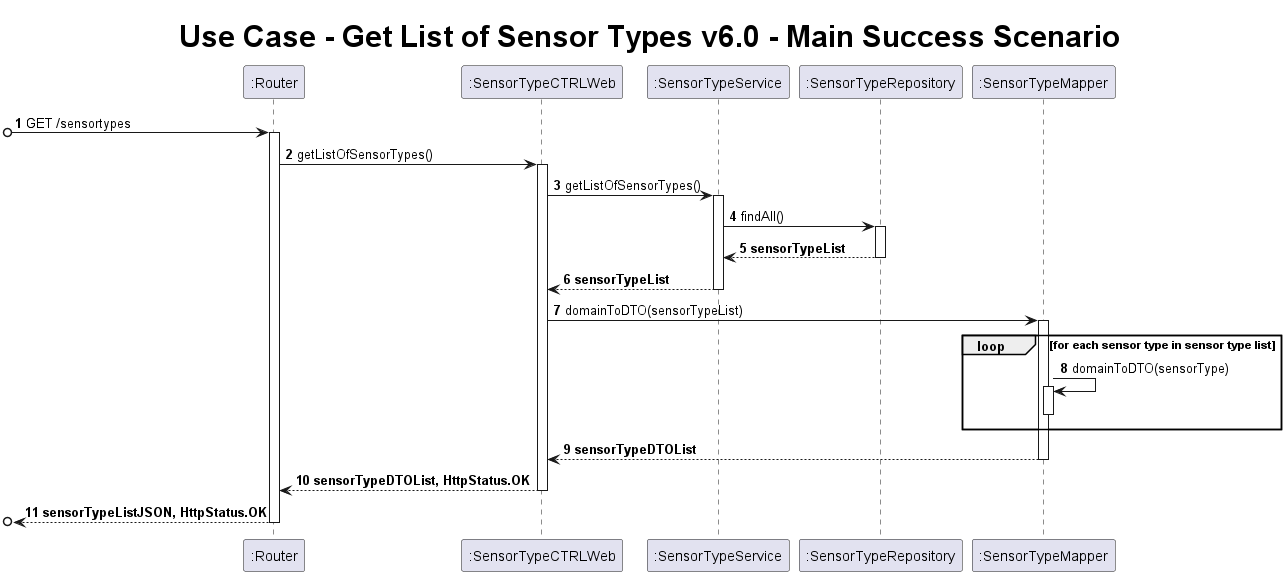 Use Case - Get List of Sensor Types v6.0 - Main Success Scenario
:Router
:SensorTypeCTRLWeb
:SensorTypeService
:SensorTypeRepository
:SensorTypeMapper
1 GET /sensortypes
2 getListOfSensorTypes()
3 getListOfSensorTypes()
4 findAll()
5 sensorTypeList
6 sensorTypeList
7 domainToDTO(sensorTypeList)
loop [for each sensor type in sensor type list]
8 domainToDTO(sensorType)
9 sensorTypeDTOList
10 sensorTypeDTOList, HttpStatus.OK
11 sensorTypeListJSON, HttpStatus.OK
:Router
:SensorTypeCTRLWeb
:SensorTypeService
:SensorTypeRepository
:SensorTypeMapper